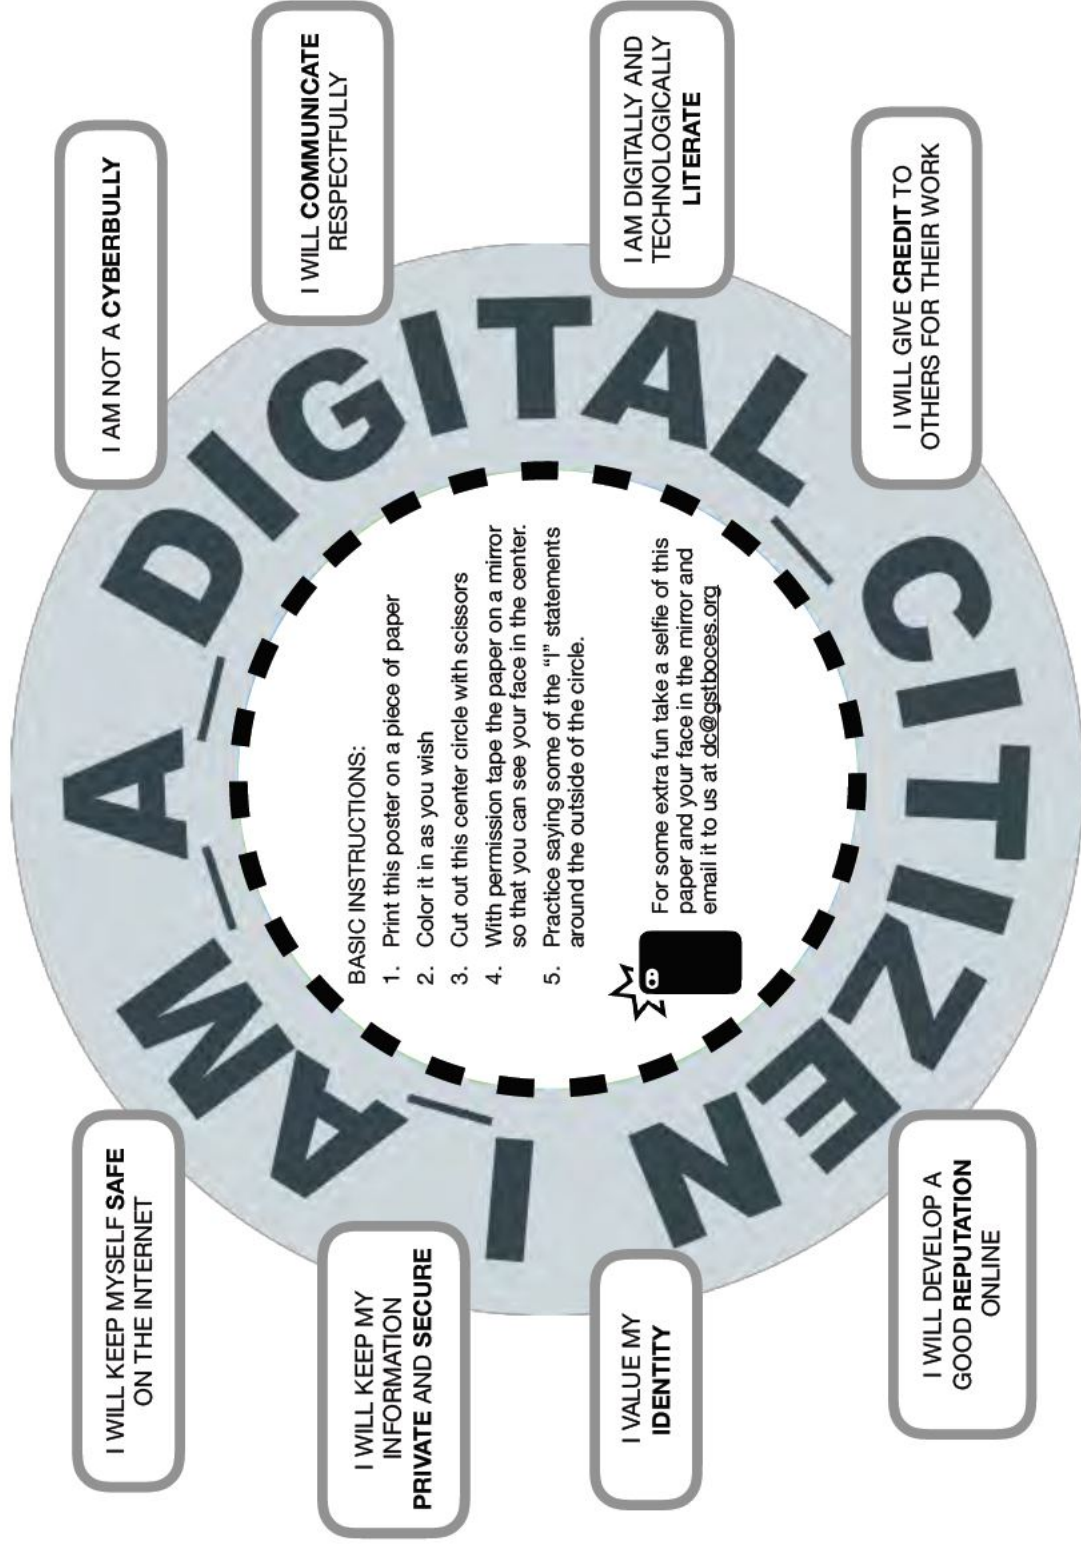 I AM A DIGITAL CITIZEN
I WILL KEEP MYSELF SAFE
ON THE INTERNET
I WILL KEEP MY
INFORMATION
PRIVATE AND SECURE
I VALUE MY
IDENTITY
I WILL DEVELOP A
GOOD REPUTATION
ONLINE
BASIC INSTRUCTIONS:
1. Print this poster on a piece of paper
2. Color it in as you wish
3. Cut out this center circle with scissors
4. With permission tape the paper on a mirror
so that you can see your face in the center.
5. Practice saying some of the “I” statements
around the outside of the circle.
For some extra fun take a selfie of this
paper and your face in the mirror and
email it to us at dc@gstboces.org
I AM NOT A CYBERBULLY
I WILL COMMUNICATE
RESPECTFULLY
I AM DIGITALLY AND
TECHNOLOGICALLY
LITERATE
I WILL GIVE CREDIT TO
OTHERS FOR THEIR WORK